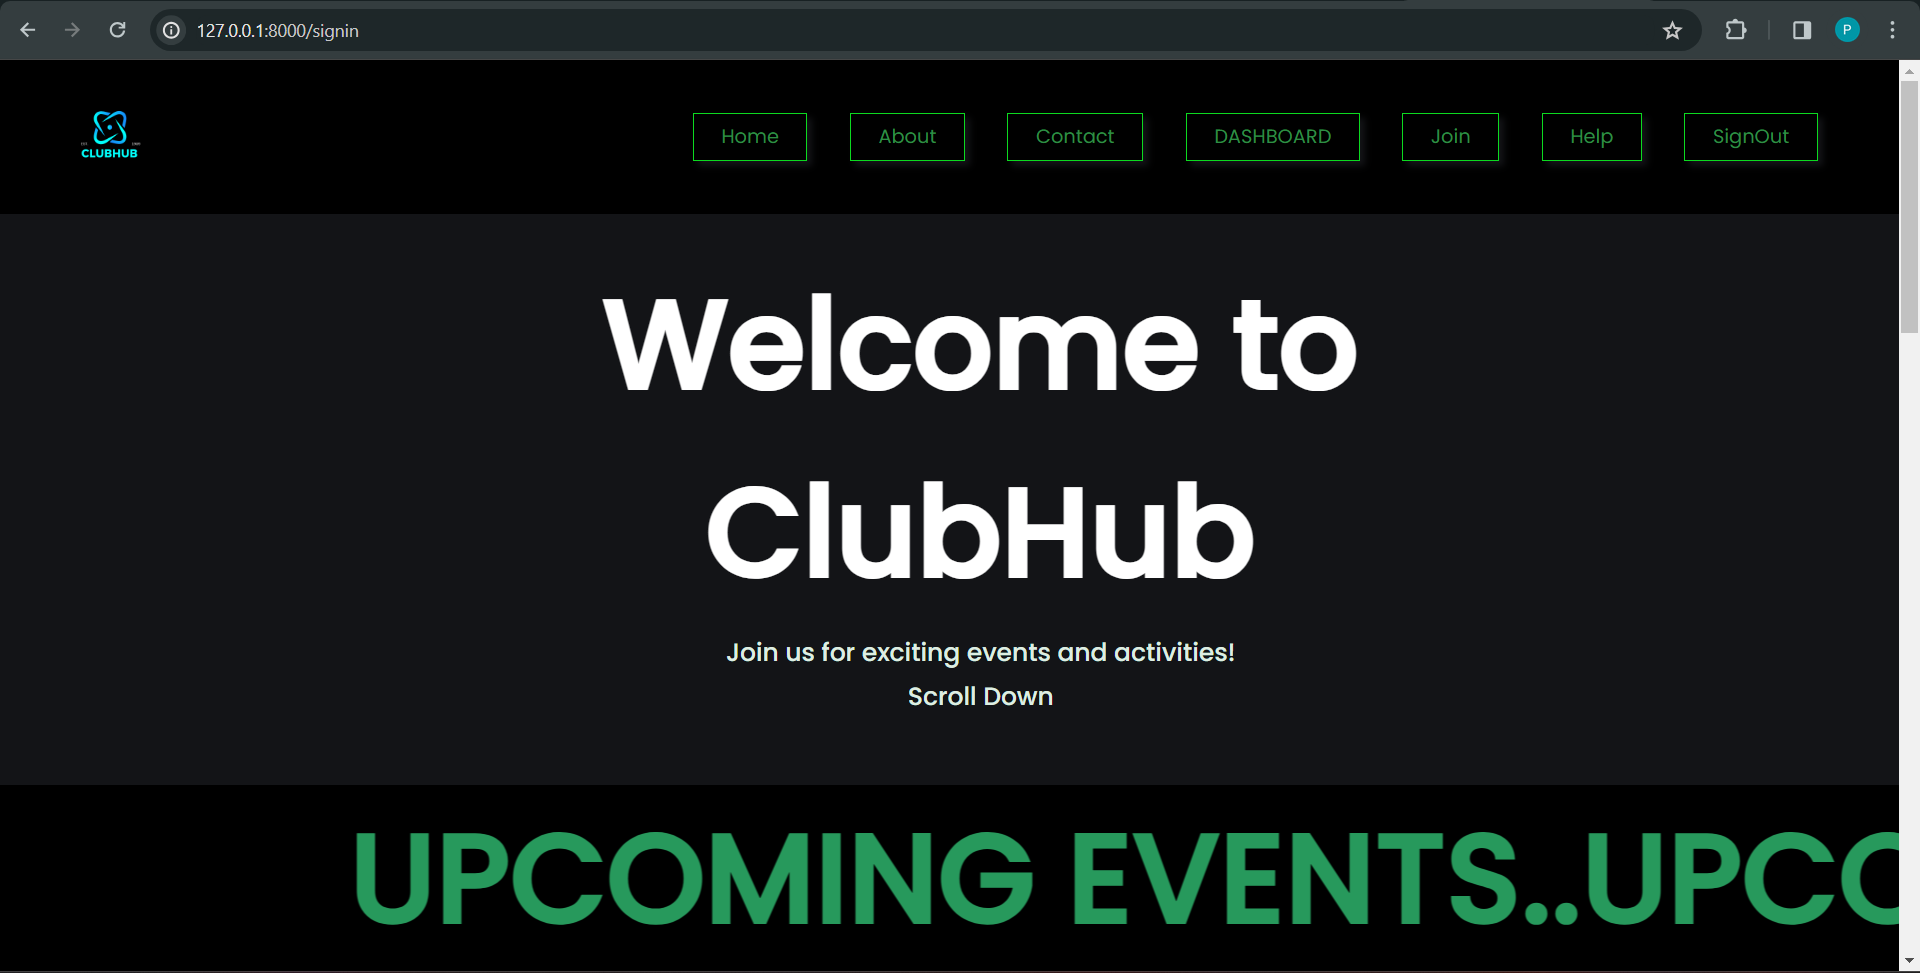 127.0.0.1:8000/signin
P
CLUBHUB
Home About Contact DASHBOARD Join Help SignOut
Welcome to
ClubHub
Join us for exciting events and activities!
Scroll Down
UPCOMING EVENTS..UPCO